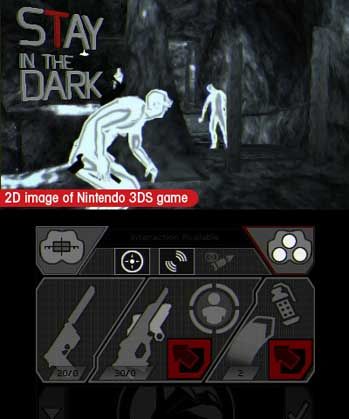 STAY
IN THE
DARK
2D image of Nintendo 3DS game
Interaction Available
20/0
30/0
2